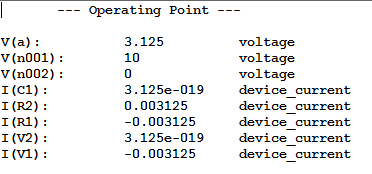 --- Operating Point ---
V(a): 3.125 voltage
V(n001): 10 voltage
V(n002): 0 voltage
I(C1): 3.125e-019 device_current
I(R2): 0.003125 device_current
I(R1): -0.003125 device_current
I(V2): 3.125e-019 device_current
I(V1): -0.003125 device_current